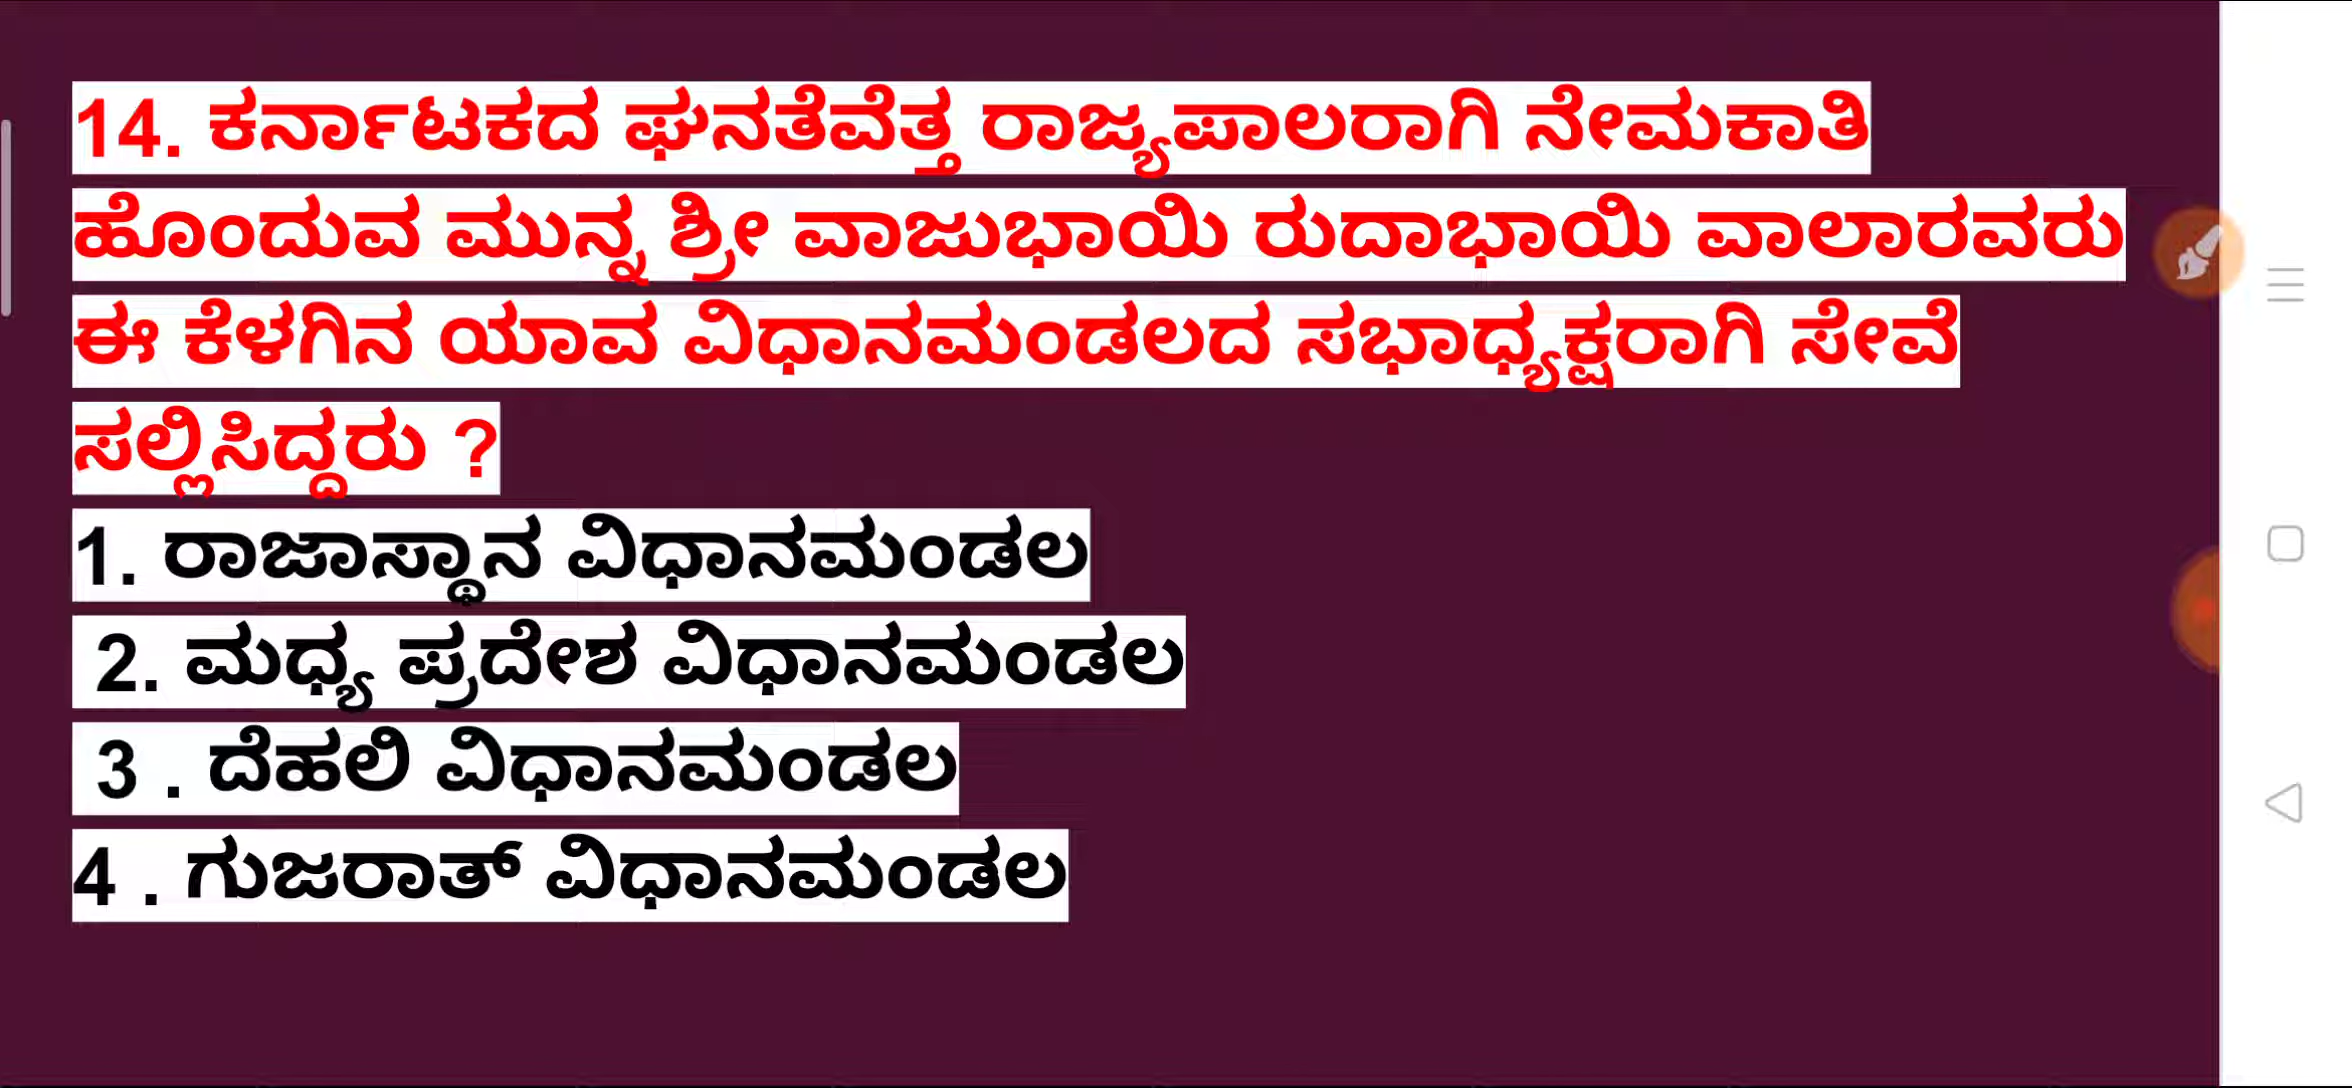 14. ಕರ್ನಾಟಕದ ಘನತೆವೆತ್ತ ರಾಜ್ಯಪಾಲರಾಗಿ ನೇಮಕಾತಿ
ಹೊಂದುವ ಮುನ್ನ ಶ್ರೀ ವಾಜುಭಾಯಿ ರುದಾಭಾಯಿ ವಾಲಾರವರು
ಈ ಕೆಳಗಿನ ಯಾವ ವಿಧಾನಮಂಡಲದ ಸಭಾಧ್ಯಕ್ಷರಾಗಿ ಸೇವೆ
ಸಲ್ಲಿಸಿದ್ದರು ?
1. ರಾಜಾಸ್ಥಾನ ವಿಧಾನಮಂಡಲ
2. ಮಧ್ಯ ಪ್ರದೇಶ ವಿಧಾನಮಂಡಲ
3 . ದೆಹಲಿ ವಿಧಾನಮಂಡಲ
4 . ಗುಜರಾತ್ ವಿಧಾನಮಂಡಲ